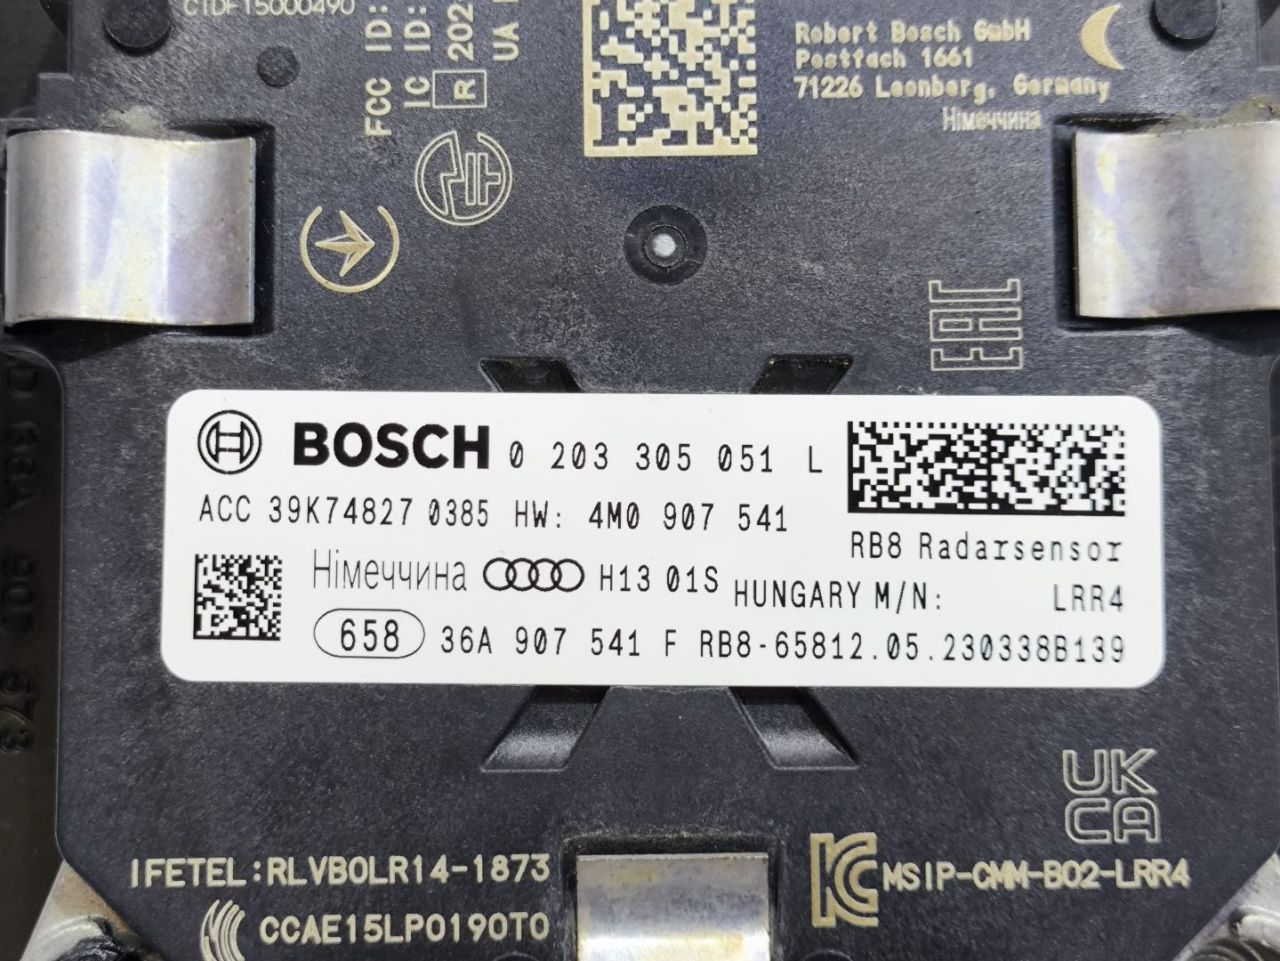 C1DF15000490
FCC ID:
IC ID:
R 202
UA
Robert Bosch GmbH
Postfach 1661
71226 Leonberg, Germany
Німеччина
EAC
BOSCH 0 203 305 051 L
ACC 39K74827 0385 HW: 4M0 907 541
RB8 Radarsensor
Німеччина H13 01S HUNGARY M/N: LRR4
658 36A 907 541 F RB8-65812.05.230338B139
UK
CA
IFETEL:RLVBOLR14-1873
KC MSIP-CMM-B02-LRR4
CCAE15LP0190T0